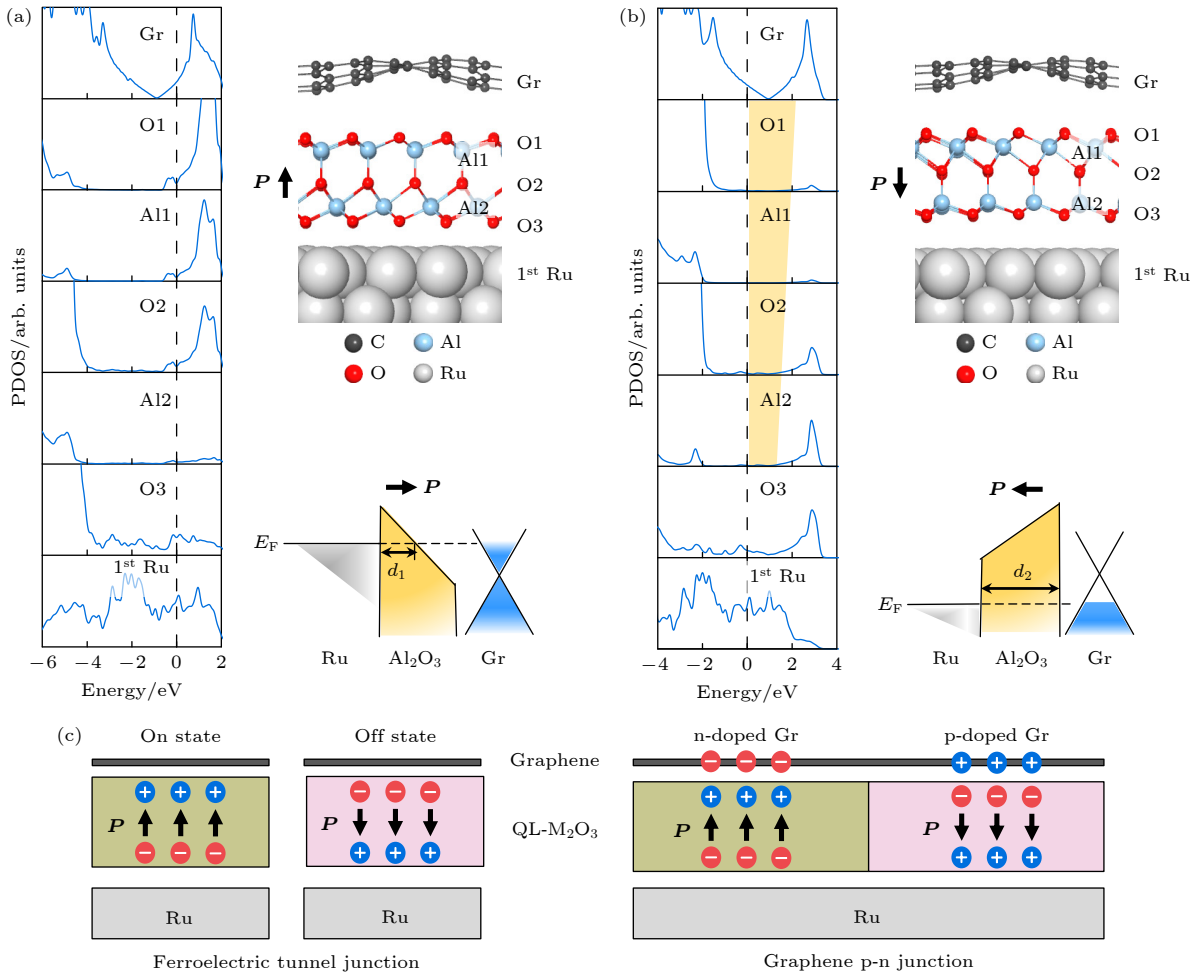 (a)
Gr
O1
Al1
O2
Al2
O3
1st Ru
PDOS/arb. units
−6 −4 −2 0 2
Energy/eV
Gr
O1
Al1
O2
Al2
O3
1st Ru
P
C Al
O Ru
P
EF
d1
Ru Al2O3 Gr
(b)
Gr
O1
Al1
O2
Al2
O3
1st Ru
PDOS/arb. units
−4 −2 0 2 4
Energy/eV
Gr
O1
Al1
O2
Al2
O3
1st Ru
P
C Al
O Ru
P
EF
d2
Ru Al2O3 Gr
(c)
On state Off state
n-doped Gr p-doped Gr
Graphene
− − − + + +
+ + + − − − + + + − − −
P P QL-M2O3 P P
− − − + + + − − − + + +
Ru Ru Ru
Ferroelectric tunnel junction
Graphene p-n junction